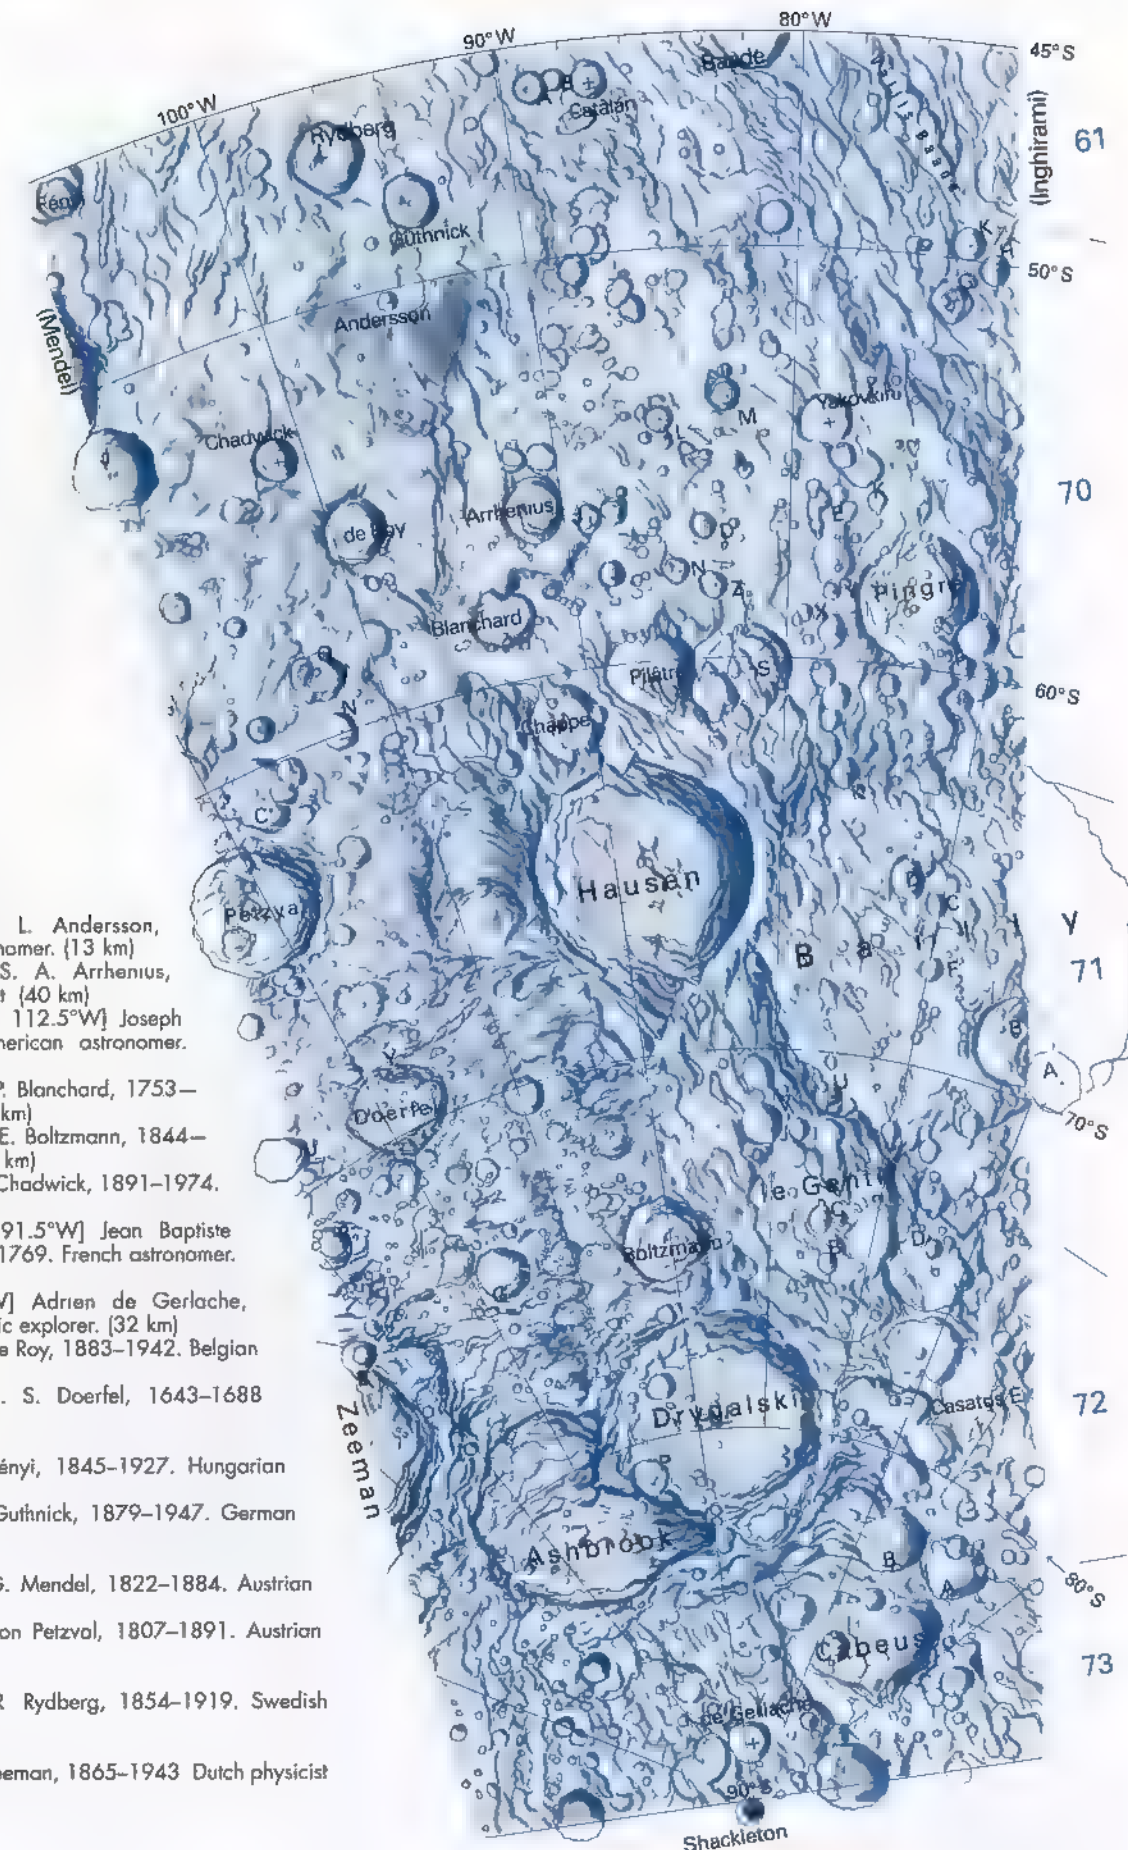 90°W
80°W
45°S
100°W
Baade
Vallis Baade
B
A
Catalán
61
Rydberg
(Inghirami)
Rényi
Guthnick
K
H
50°S
(Mendel)
Andersson
M
Yakovkin
Chadwick
L
J
K
70
de Roy
Arrhenius
J
D
E
N
Z
Pingré
X
Blanchard
Q
Pilâtre
S
60°S
N
Chappe
C
Petzval
Hausen
D
C
B a i l l y
71
E
L. Andersson,
nomer. (13 km)
S. A. Arrhenius,
t (40 km)
112.5°W] Joseph
merican astronomer.
P. Blanchard, 1753–
km)
E. Boltzmann, 1844–
km)
Chadwick, 1891–1974.
91.5°W] Jean Baptiste
1769. French astronomer.
W] Adrien de Gerlache,
ic explorer. (32 km)
e Roy, 1883–1942. Belgian
. S. Doerfel, 1643–1688
ényi, 1845–1927. Hungarian
Guthnick, 1879–1947. German
G. Mendel, 1822–1884. Austrian
on Petzval, 1807–1891. Austrian
R Rydberg, 1854–1919. Swedish
eeman, 1865–1943 Dutch physicist
B
A
Y
Doerfel
U
70°S
U
le Gentil
C
Boltzmann
B
D
G
Drygalski
Casatus E
72
Zeeman
P
Ashbrook
B
A
80°S
Cabeus
73
de Gerlache
90°S
Shackleton